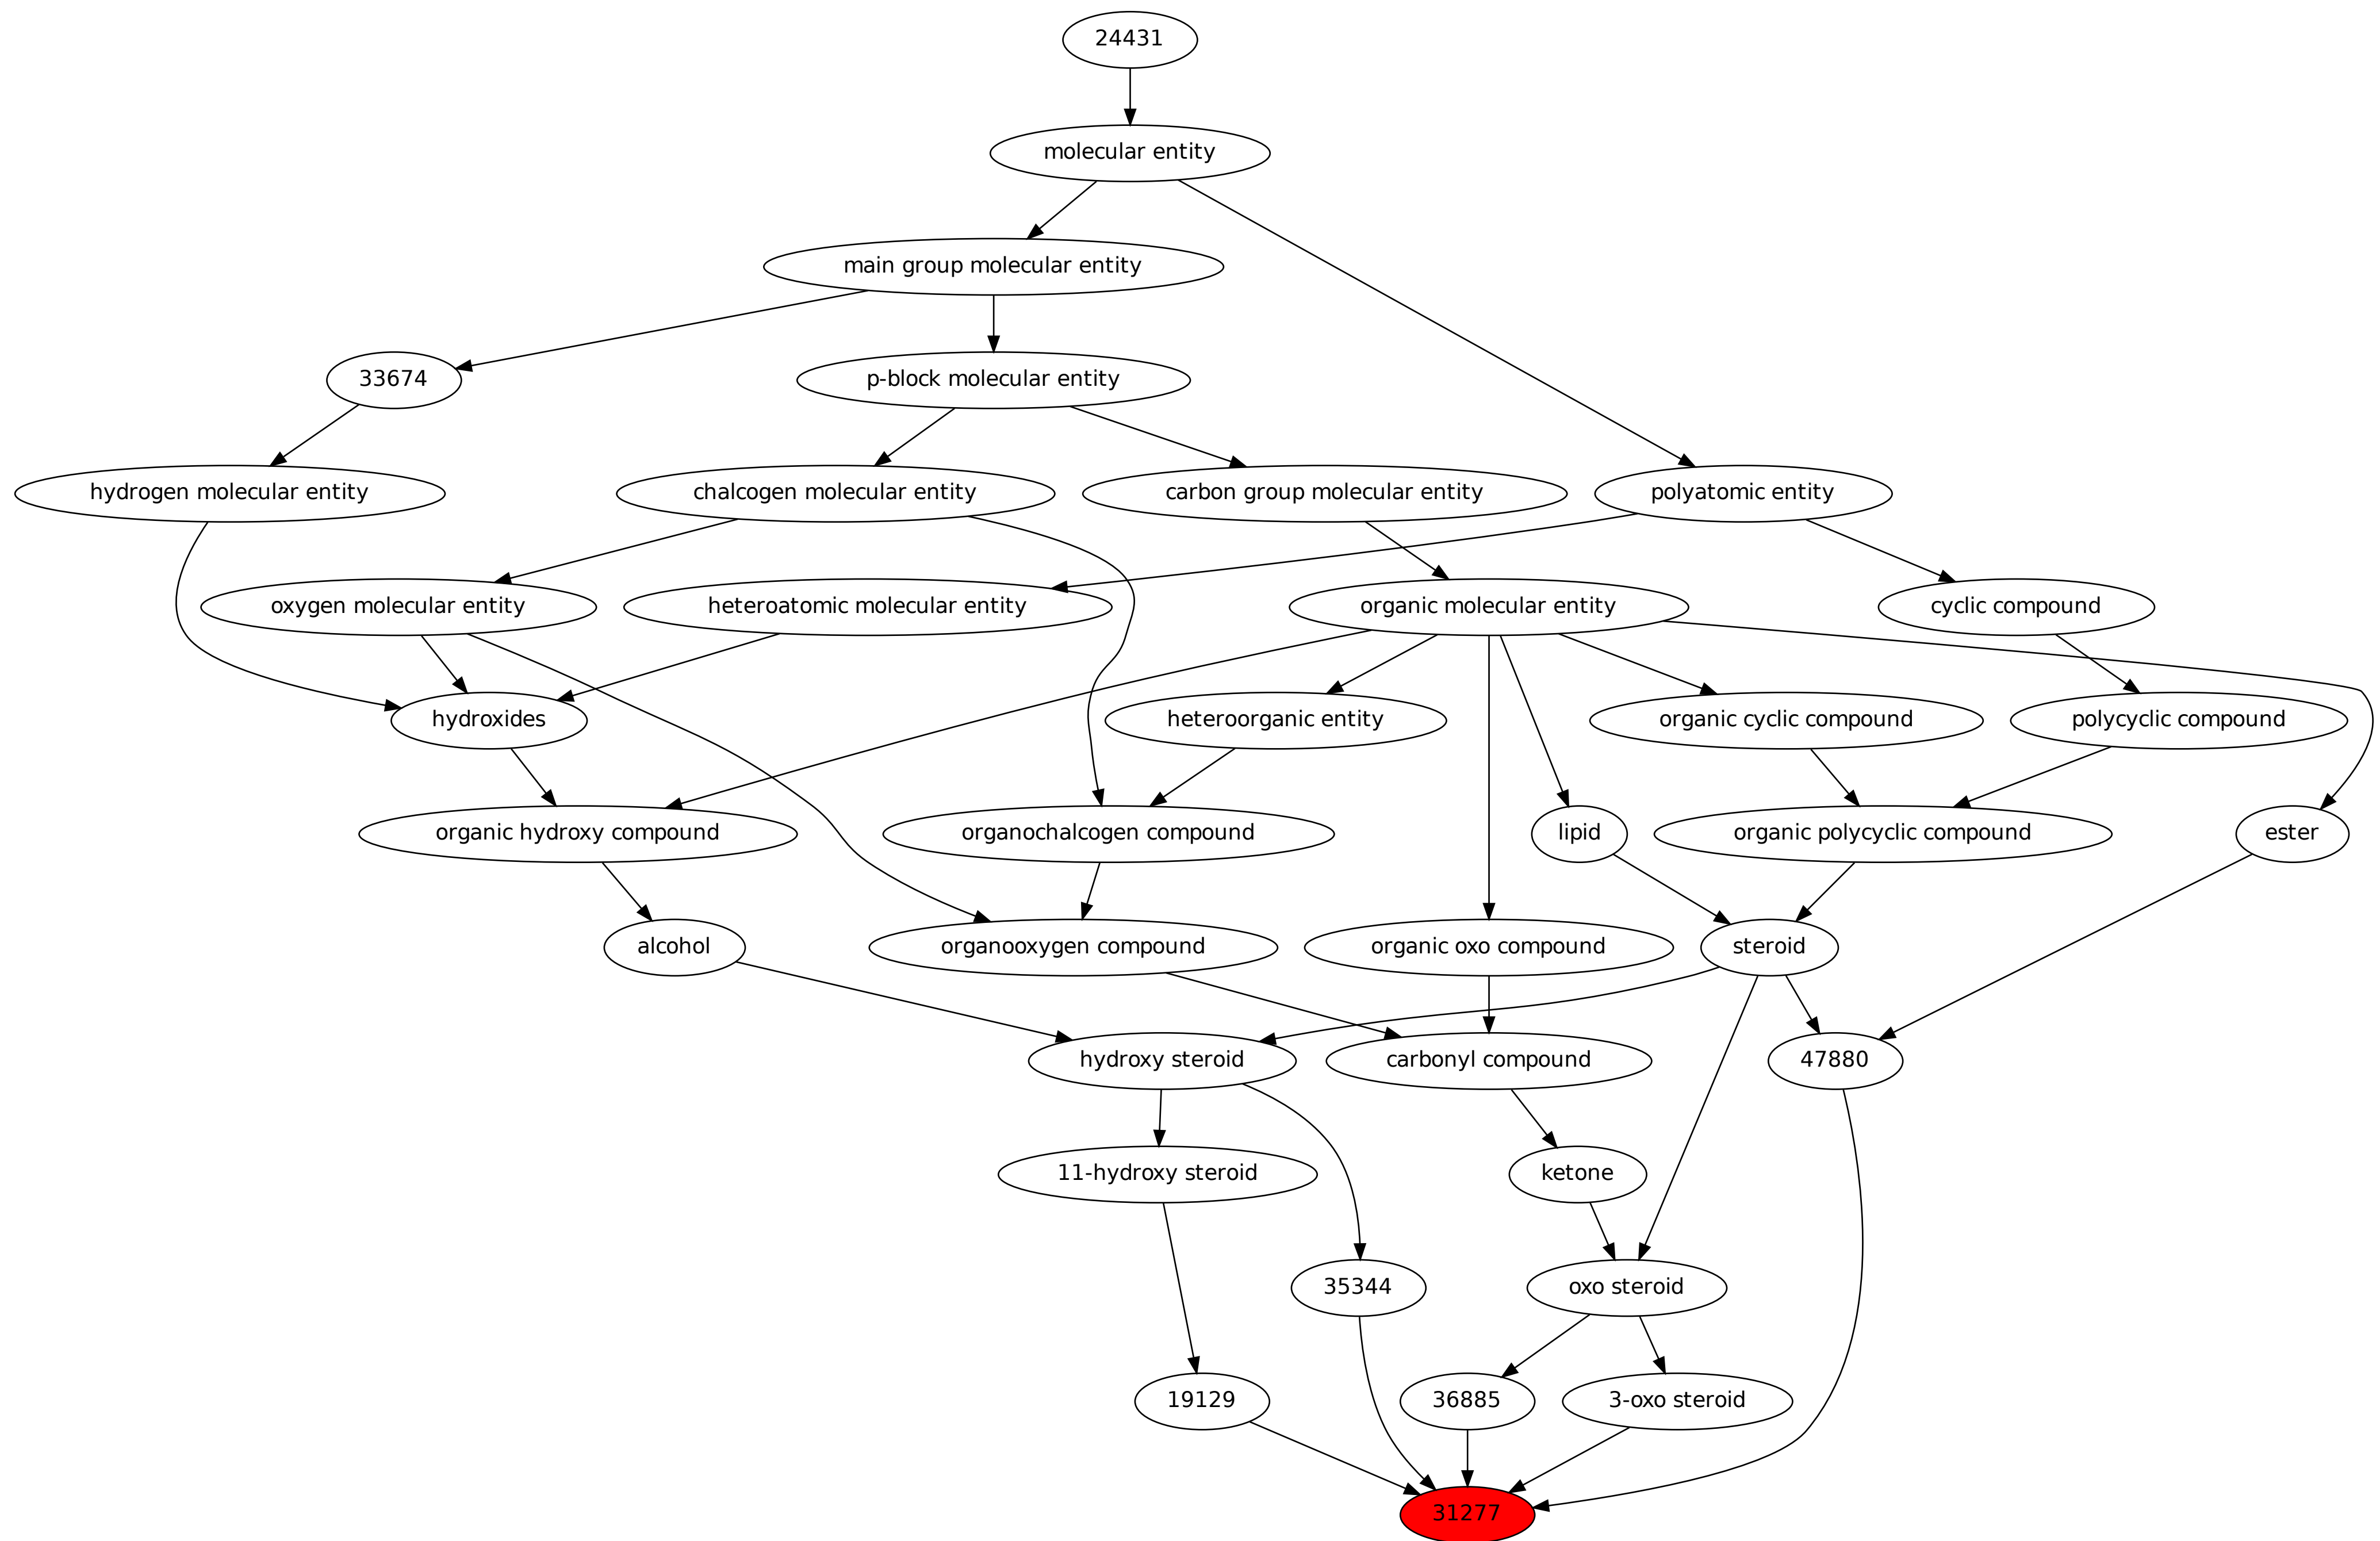 24431
molecular entity
main group molecular entity
33674
p-block molecular entity
hydrogen molecular entity
chalcogen molecular entity
carbon group molecular entity
polyatomic entity
oxygen molecular entity
heteroatomic molecular entity
organic molecular entity
cyclic compound
hydroxides
heteroorganic entity
organic cyclic compound
polycyclic compound
organic hydroxy compound
organochalcogen compound
lipid
organic polycyclic compound
ester
alcohol
organooxygen compound
organic oxo compound
steroid
hydroxy steroid
carbonyl compound
47880
11-hydroxy steroid
ketone
35344
oxo steroid
19129
36885
3-oxo steroid
31277